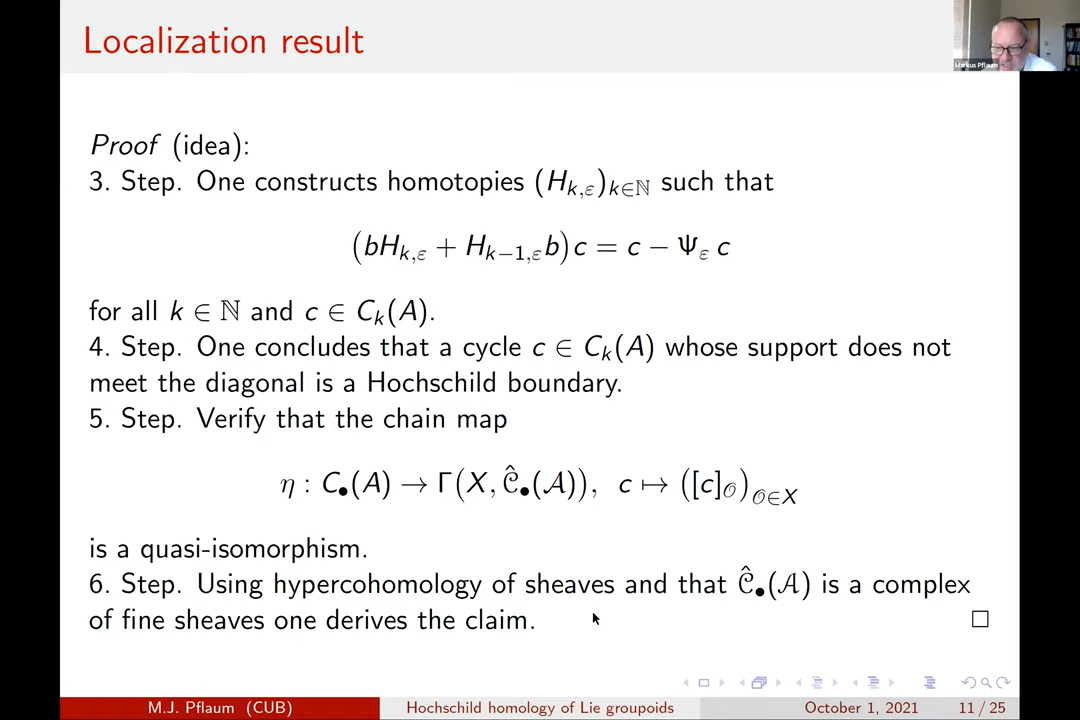 Localization result
Markus Pflaum
Proof (idea):
3. Step. One constructs homotopies (H_{k,ε})_{k∈ℕ} such that
(bH_{k,ε} + H_{k−1,ε}b)c = c − Ψ_ε c
for all k ∈ ℕ and c ∈ C_k(A).
4. Step. One concludes that a cycle c ∈ C_k(A) whose support does not
meet the diagonal is a Hochschild boundary.
5. Step. Verify that the chain map
η : C_•(A) → Γ(X, 𝒞̂_•(𝒜)), c ↦ ([c]_𝒪)_{𝒪∈X}
is a quasi-isomorphism.
6. Step. Using hypercohomology of sheaves and that 𝒞̂_•(𝒜) is a complex
of fine sheaves one derives the claim. □
M.J. Pflaum (CUB) Hochschild homology of Lie groupoids October 1, 2021 11 / 25